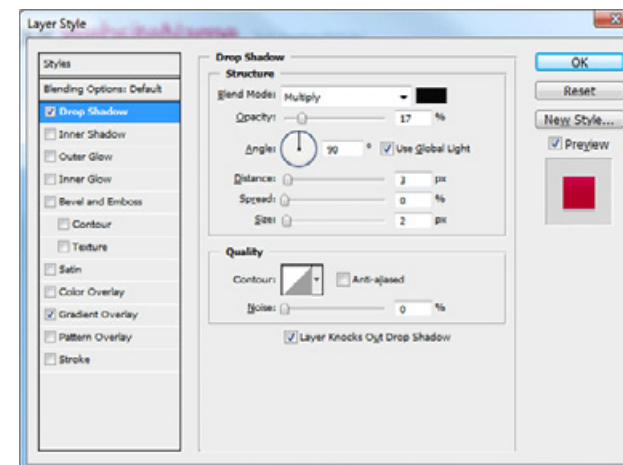 Layer Style
Styles
Blending Options: Default
Drop Shadow
Inner Shadow
Outer Glow
Inner Glow
Bevel and Emboss
Contour
Texture
Satin
Color Overlay
Gradient Overlay
Pattern Overlay
Stroke
Drop Shadow
Structure
Blend Mode: Multiply
Opacity: 17 %
Angle: 90 ° Use Global Light
Distance: 3 px
Spread: 0 %
Size: 2 px
Quality
Contour: Anti-aliased
Noise: 0 %
Layer Knocks Out Drop Shadow
OK
Reset
New Style...
Preview